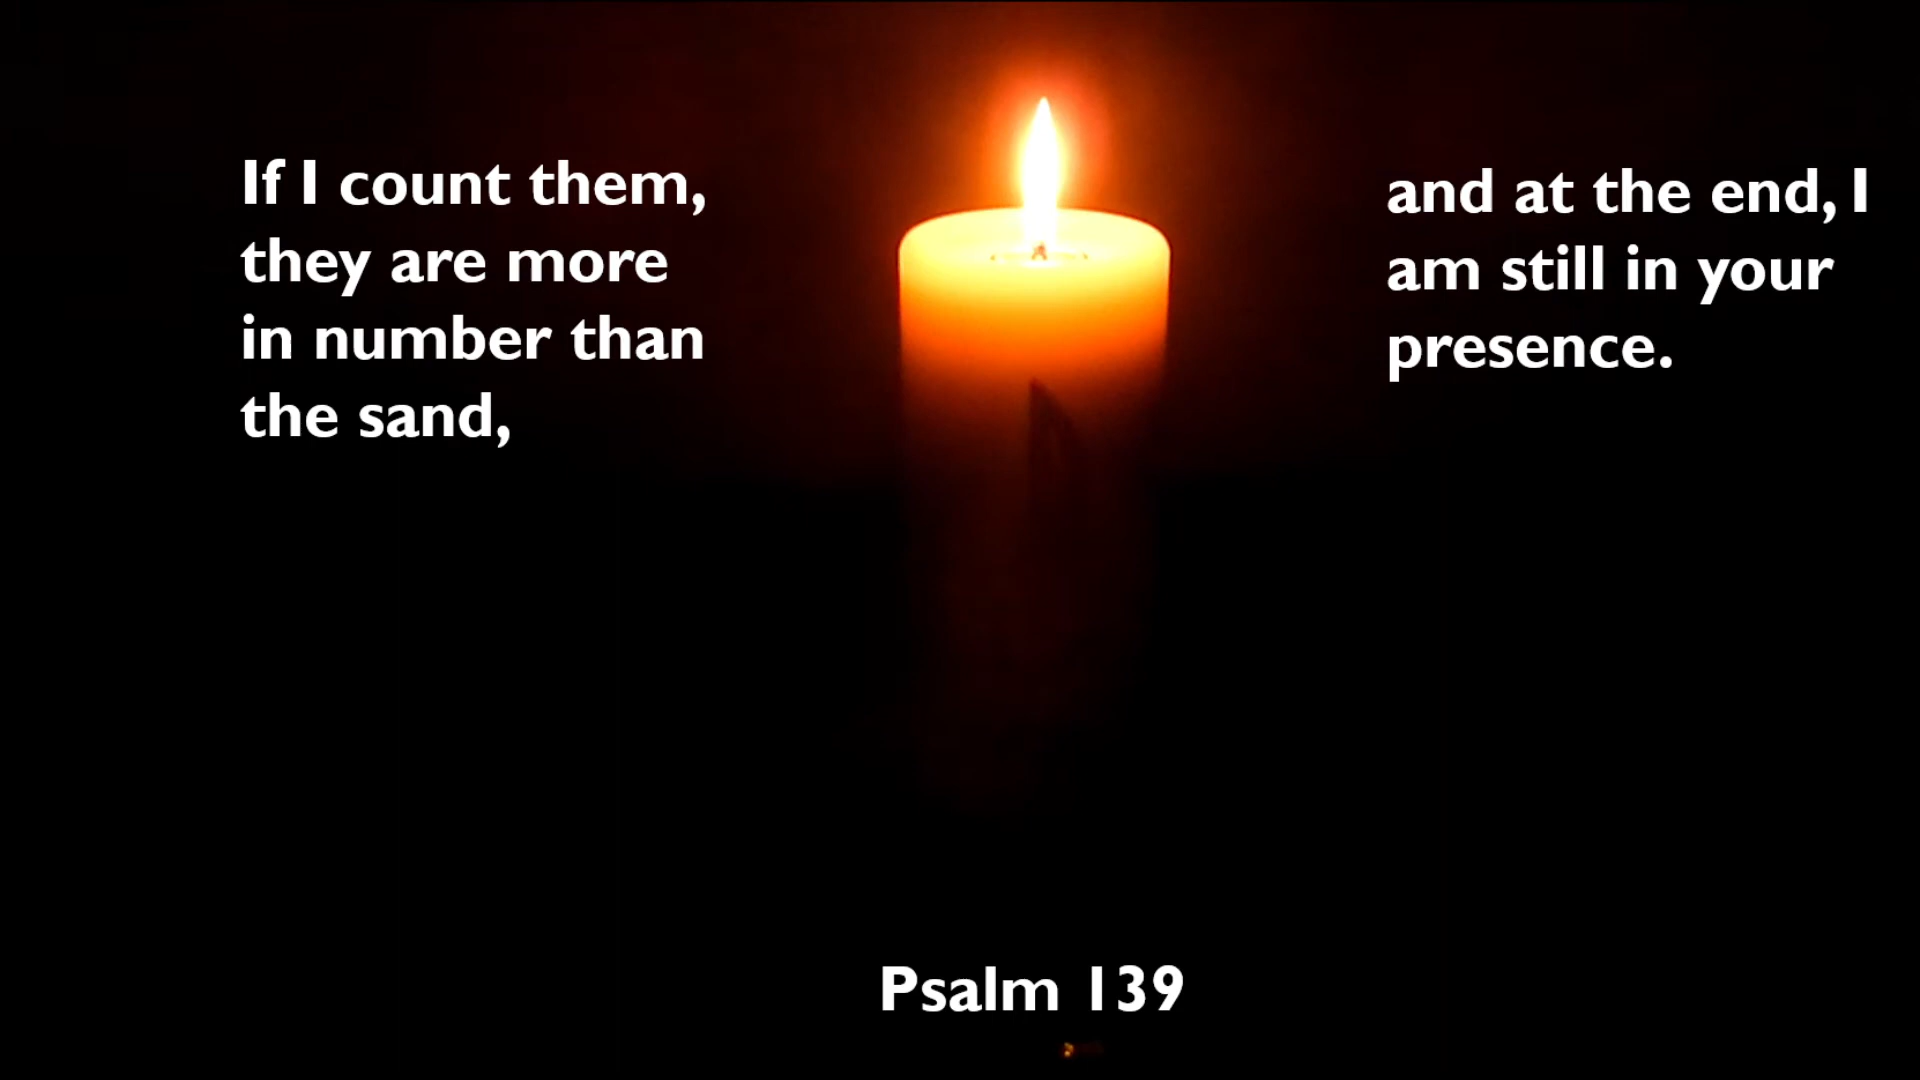 If I count them,
they are more
in number than
the sand,
and at the end, I
am still in your
presence.
Psalm 139